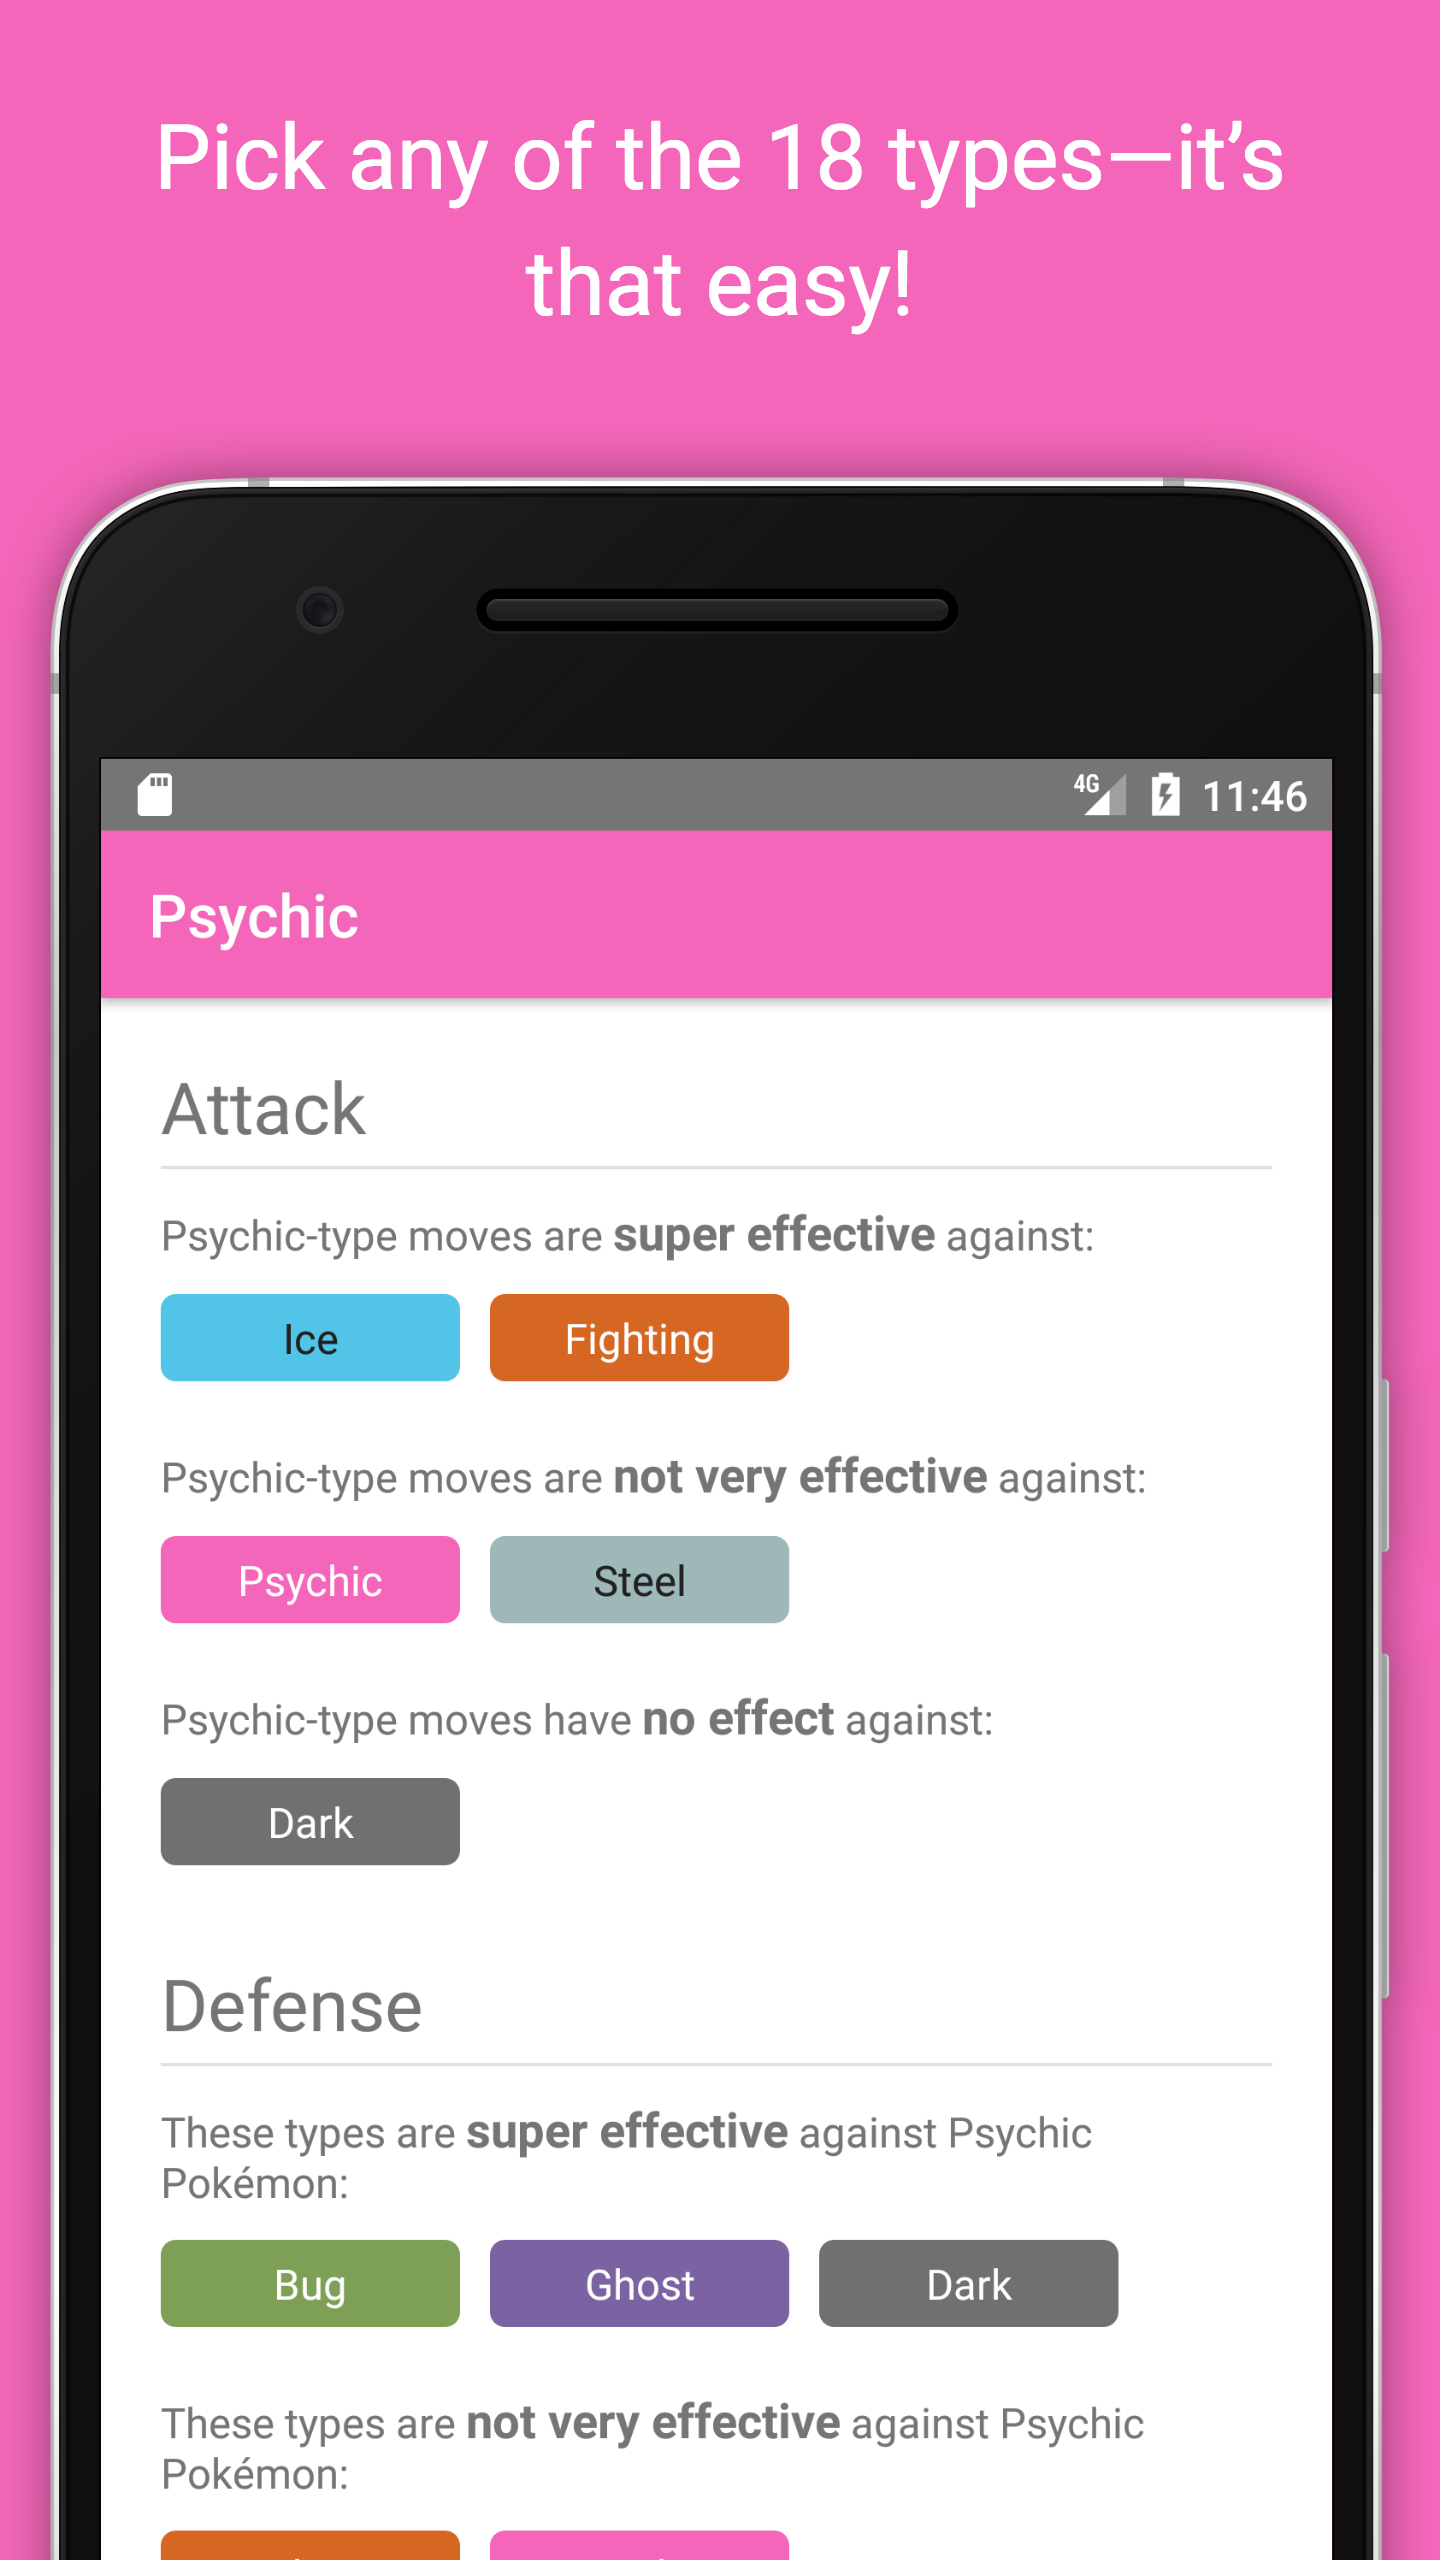 Pick any of the 18 types—it’s
that easy!
4G 11:46
Psychic
Attack
Psychic-type moves are super effective against:
Ice Fighting
Psychic-type moves are not very effective against:
Psychic Steel
Psychic-type moves have no effect against:
Dark
Defense
These types are super effective against Psychic
Pokémon:
Bug Ghost Dark
These types are not very effective against Psychic
Pokémon: